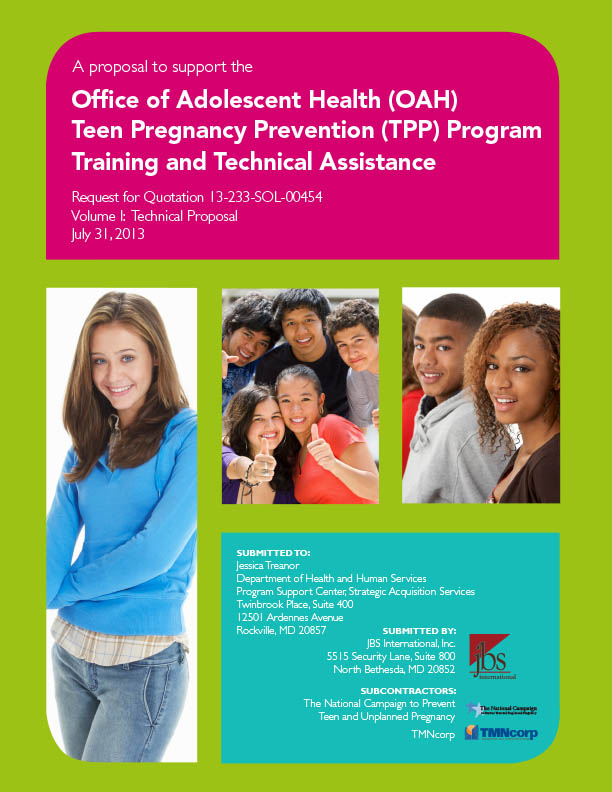 A proposal to support the
Office of Adolescent Health (OAH)
Teen Pregnancy Prevention (TPP) Program
Training and Technical Assistance
Request for Quotation 13-233-SOL-00454
Volume I: Technical Proposal
July 31, 2013
SUBMITTED TO:
Jessica Treanor
Department of Health and Human Services
Program Support Center, Strategic Acquisition Services
Twinbrook Place, Suite 400
12501 Ardennes Avenue
Rockville, MD 20857
SUBMITTED BY:
JBS International, Inc.
5515 Security Lane, Suite 800
North Bethesda, MD 20852
jbs
international
SUBCONTRACTORS:
The National Campaign to Prevent
Teen and Unplanned Pregnancy
The National Campaign
TMNcorp
TMNcorp